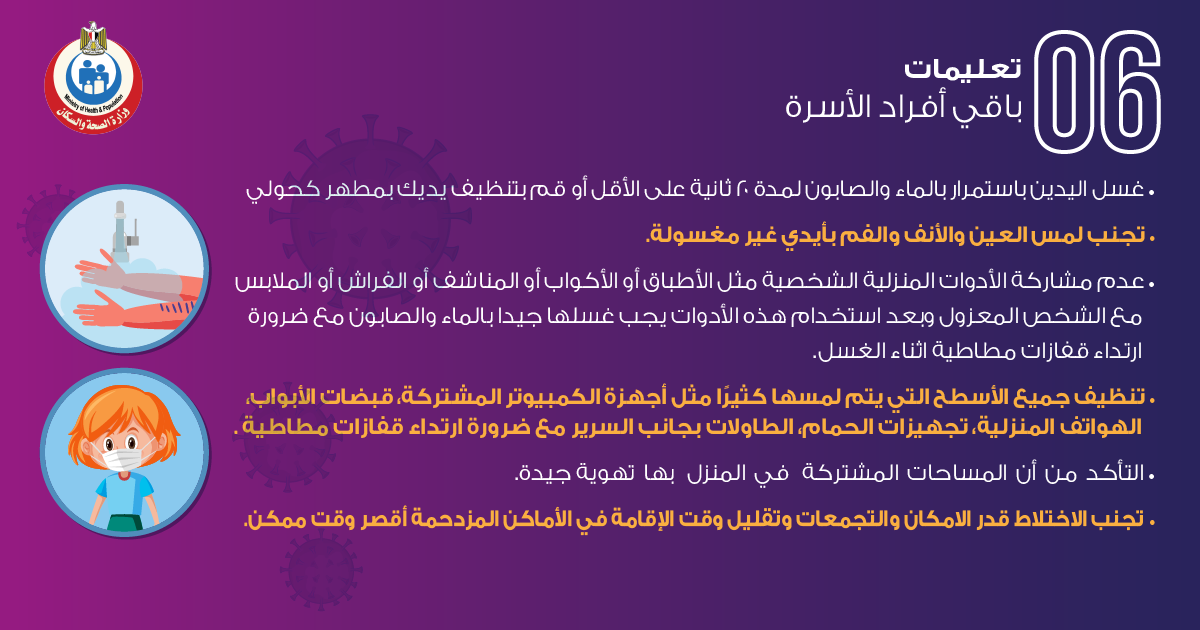 06
تعليمات
باقي أفراد الأسرة
Ministry of Health & Population
وزارة الصحة والسكان
• غسل اليدين باستمرار بالماء والصابون لمدة ٢٠ ثانية على الأقل أو قم بتنظيف يديك بمطهر كحولي
• تجنب لمس العين والأنف والفم بأيدي غير مغسولة.
• عدم مشاركة الأدوات المنزلية الشخصية مثل الأطباق أو الأكواب أو المناشف أو الفراش أو الملابس
مع الشخص المعزول وبعد استخدام هذه الأدوات يجب غسلها جيدا بالماء والصابون مع ضرورة
ارتداء قفازات مطاطية اثناء الغسل.
• تنظيف جميع الأسطح التي يتم لمسها كثيرًا مثل أجهزة الكمبيوتر المشتركة، قبضات الأبواب،
الهواتف المنزلية، تجهيزات الحمام، الطاولات بجانب السرير مع ضرورة ارتداء قفازات مطاطية .
• التأكد من أن المساحات المشتركة في المنزل بها تهوية جيدة.
• تجنب الاختلاط قدر الامكان والتجمعات وتقليل وقت الإقامة في الأماكن المزدحمة أقصر وقت ممكن.